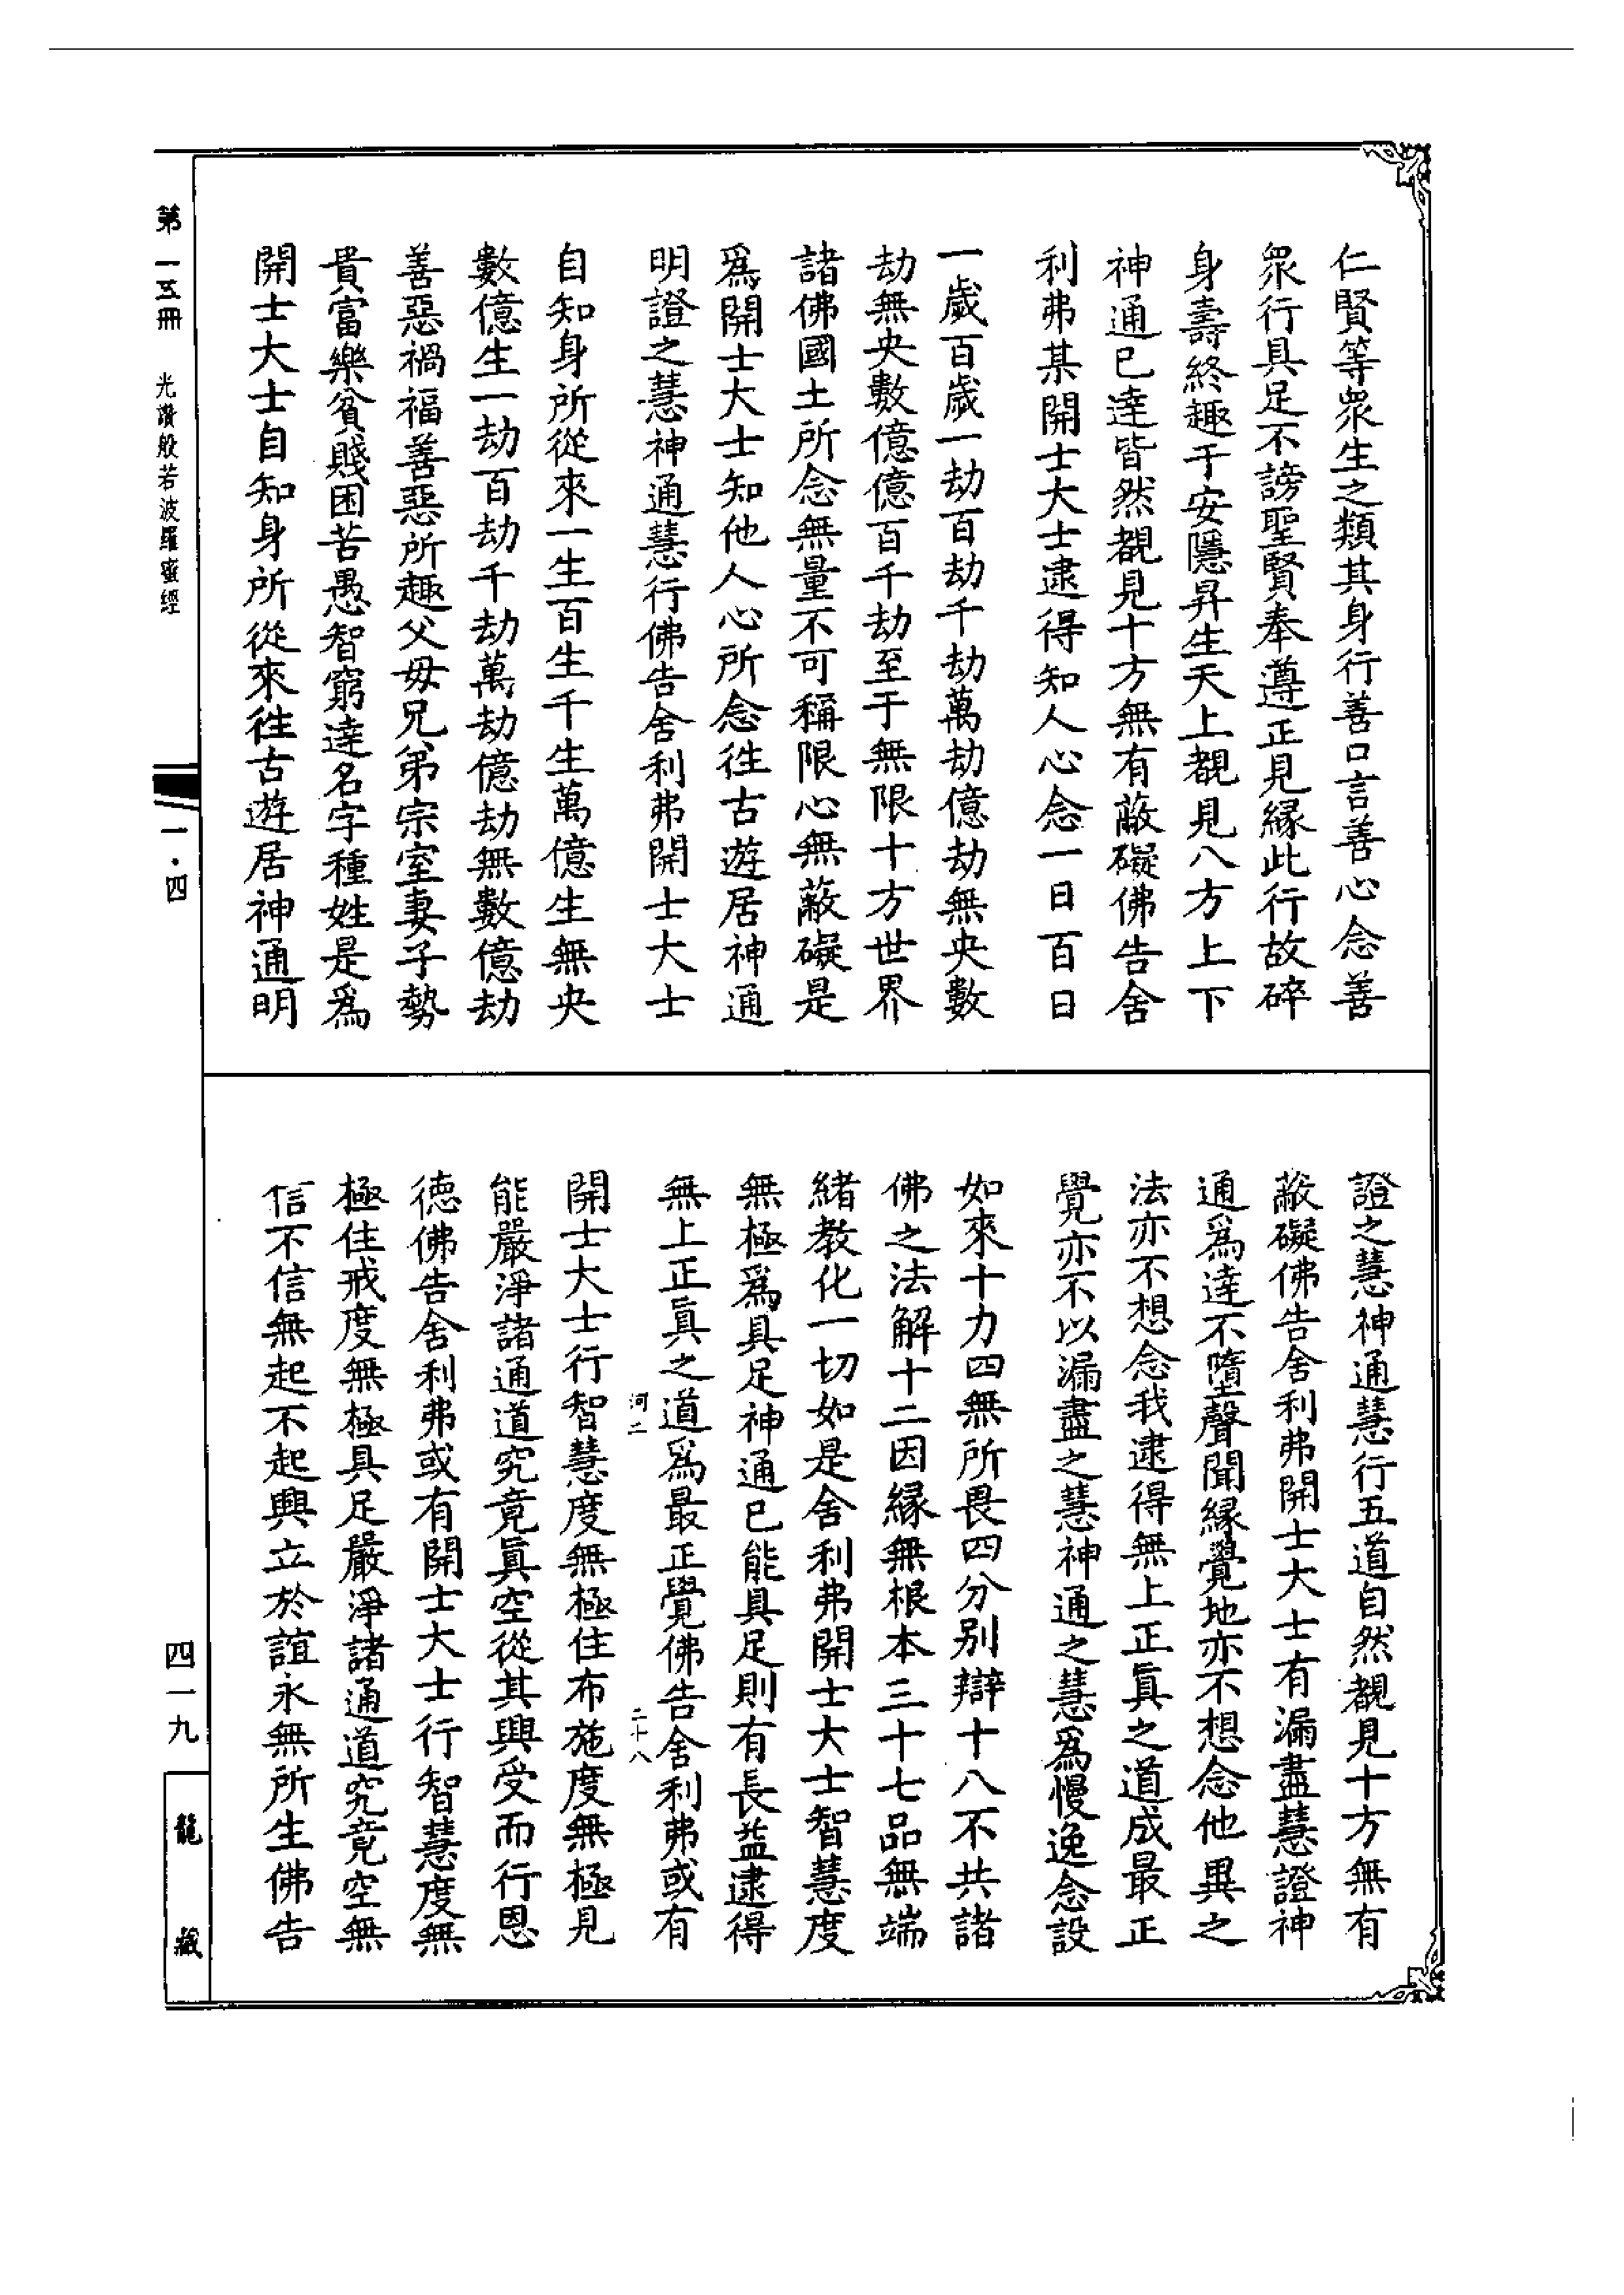 仁賢等衆生之類其身行善口言善心念善
衆行具足不謗聖賢奉遵正見縁此行故碎
身壽終趣于安隱昇生天上覩見八方上下
神通已達皆然覩見十方無有蔽礙佛告舍
利弗某開士大士逮得知人心念一日百日
一歲百歲一劫百劫千劫萬劫億劫無央數
劫無央數億億百千劫至于無限十方世界
諸佛國土所念無量不可稱限心無蔽礙是
爲開士大士知他人心所念徃古遊居神通
明證之慧神通慧行佛告舍利弗開士大士
自知身所從來一生百生千生萬億生無央
數億生一劫百劫千劫萬劫億劫無數億劫
善惡禍福善惡所趣父母兄弟宗室妻子勢
貴富樂貧賤困苦愚智窮達名字種姓是爲
開士大士自知身所從來徃古遊居神通明
證之慧神通慧行五道自然覩見十方無有
蔽礙佛告舍利弗開士大士有漏盡慧證神
通爲達不墮聲聞縁覺地亦不想念他異之
法亦不想念我逮得無上正眞之道成最正
覺亦不以漏盡之慧神通之慧爲慢逸念設
如來十力四無所畏四分别辯十八不共諸
佛之法解十二因縁無根本三十七品無端
緒教化一切如是舍利弗開士大士智慧度
無極爲具足神通已能具足則有長益逮得
無上正眞之道爲最正覺佛告舍利弗或有
河二 二十八
開士大士行智慧度無極住布施度無極見
能嚴淨諸通道究竟眞空從其興受而行恩
徳佛告舍利弗或有開士大士行智慧度無
極住戒度無極具足嚴淨諸通道究竟空無
信不信無起不起興立於誼永無所生佛告
第一五冊 光讚般若波羅蜜經
一·四
四一九
龍藏